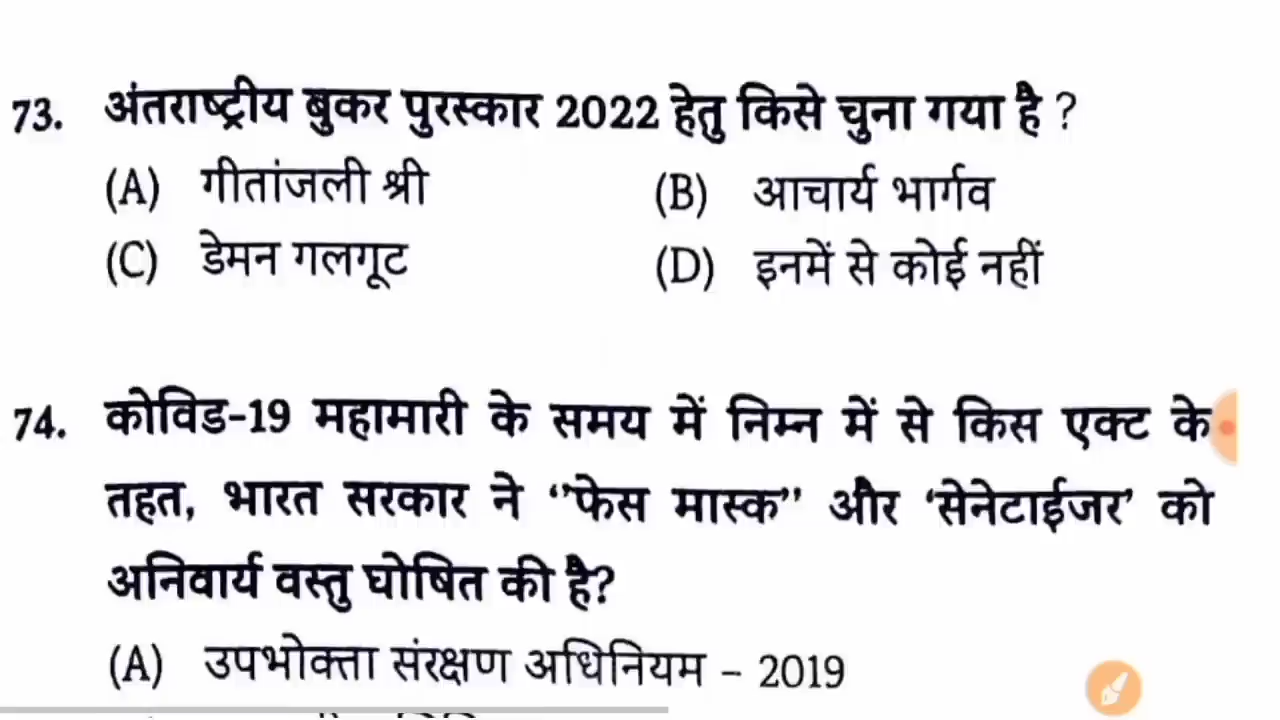 73. अंतराष्ट्रीय बुकर पुरस्कार 2022 हेतु किसे चुना गया है ?
(A) गीतांजली श्री (B) आचार्य भार्गव
(C) डेमन गलगूट (D) इनमें से कोई नहीं
74. कोविड-19 महामारी के समय में निम्न में से किस एक्ट के
तहत, भारत सरकार ने “फेस मास्क” और ‘सेनेटाईजर’ को
अनिवार्य वस्तु घोषित की है?
(A) उपभोक्ता संरक्षण अधिनियम – 2019